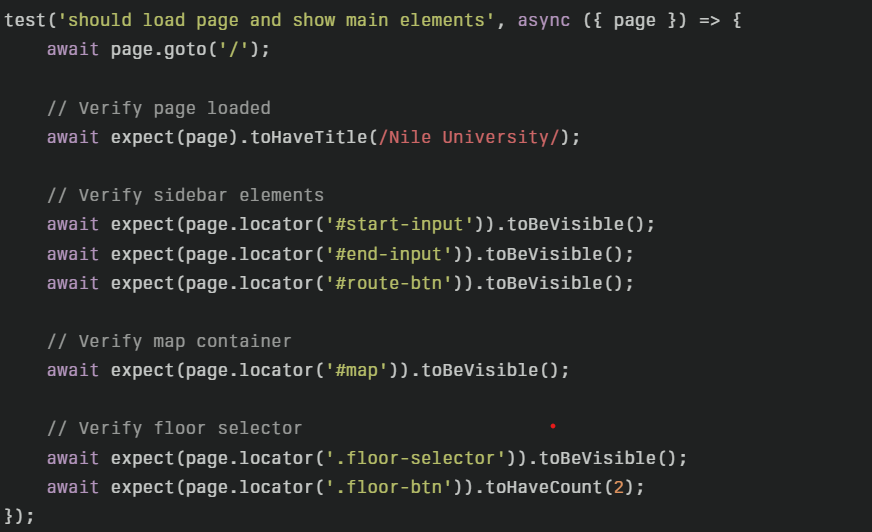 test('should load page and show main elements', async ({ page }) => {
    await page.goto('/');

    // Verify page loaded
    await expect(page).toHaveTitle(/Nile University/);

    // Verify sidebar elements
    await expect(page.locator('#start-input')).toBeVisible();
    await expect(page.locator('#end-input')).toBeVisible();
    await expect(page.locator('#route-btn')).toBeVisible();

    // Verify map container
    await expect(page.locator('#map')).toBeVisible();

    // Verify floor selector
    await expect(page.locator('.floor-selector')).toBeVisible();
    await expect(page.locator('.floor-btn')).toHaveCount(2);
});